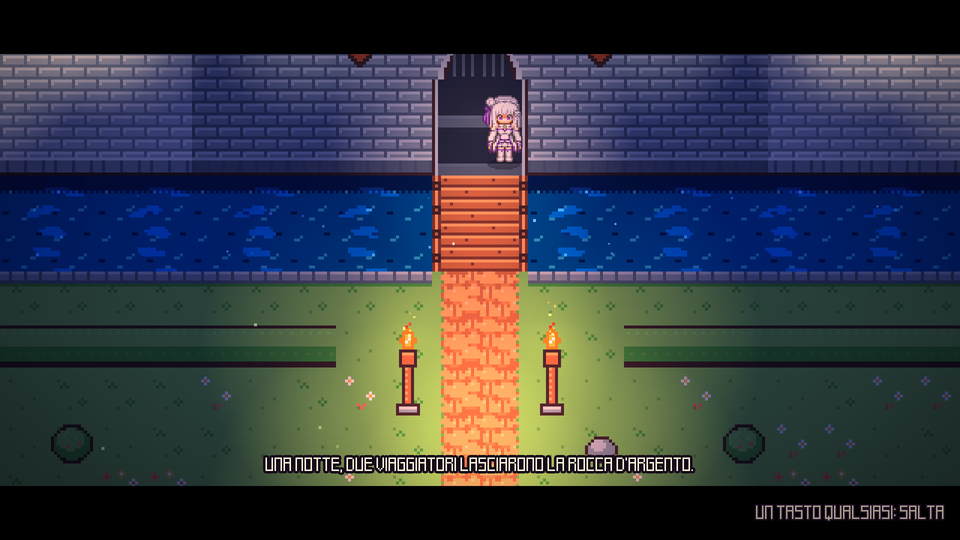 UNA NOTTE, DUE VIAGGIATORI LASCIARONO LA ROCCA D'ARGENTO.
UN TASTO QUALSIASI: SALTA